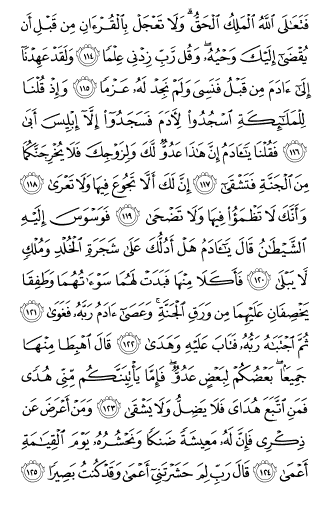 فَتَعَٰلَى ٱللَّهُ ٱلْمَلِكُ ٱلْحَقُّ ۗ وَلَا تَعْجَلْ بِٱلْقُرْءَانِ مِن قَبْلِ أَن
يُقْضَىٰٓ إِلَيْكَ وَحْيُهُۥ ۖ وَقُل رَّبِّ زِدْنِى عِلْمًا ١١٤ وَلَقَدْ عَهِدْنَآ
إِلَىٰٓ ءَادَمَ مِن قَبْلُ فَنَسِىَ وَلَمْ نَجِدْ لَهُۥ عَزْمًا ١١٥ وَإِذْ قُلْنَا
لِلْمَلَٰٓئِكَةِ ٱسْجُدُوا۟ لِءَادَمَ فَسَجَدُوٓا۟ إِلَّآ إِبْلِيسَ أَبَىٰ
١١٦ فَقُلْنَا يَٰٓـَٔادَمُ إِنَّ هَٰذَا عَدُوٌّ لَّكَ وَلِزَوْجِكَ فَلَا يُخْرِجَنَّكُمَا
مِنَ ٱلْجَنَّةِ فَتَشْقَىٰٓ ١١٧ إِنَّ لَكَ أَلَّا تَجُوعَ فِيهَا وَلَا تَعْرَىٰ ١١٨
وَأَنَّكَ لَا تَظْمَؤُا۟ فِيهَا وَلَا تَضْحَىٰ ١١٩ فَوَسْوَسَ إِلَيْهِ
ٱلشَّيْطَٰنُ قَالَ يَٰٓـَٔادَمُ هَلْ أَدُلُّكَ عَلَىٰ شَجَرَةِ ٱلْخُلْدِ وَمُلْكٍ
لَّا يَبْلَىٰ ١٢٠ فَأَكَلَا مِنْهَا فَبَدَتْ لَهُمَا سَوْءَٰتُهُمَا وَطَفِقَا
يَخْصِفَانِ عَلَيْهِمَا مِن وَرَقِ ٱلْجَنَّةِ ۚ وَعَصَىٰٓ ءَادَمُ رَبَّهُۥ فَغَوَىٰ ١٢١
ثُمَّ ٱجْتَبَٰهُ رَبُّهُۥ فَتَابَ عَلَيْهِ وَهَدَىٰ ١٢٢ قَالَ ٱهْبِطَا مِنْهَا
جَمِيعًۢا ۖ بَعْضُكُمْ لِبَعْضٍ عَدُوٌّ ۖ فَإِمَّا يَأْتِيَنَّكُم مِّنِّى هُدًى
فَمَنِ ٱتَّبَعَ هُدَاىَ فَلَا يَضِلُّ وَلَا يَشْقَىٰ ١٢٣ وَمَنْ أَعْرَضَ عَن
ذِكْرِى فَإِنَّ لَهُۥ مَعِيشَةً ضَنكًا وَنَحْشُرُهُۥ يَوْمَ ٱلْقِيَٰمَةِ
أَعْمَىٰ ١٢٤ قَالَ رَبِّ لِمَ حَشَرْتَنِىٓ أَعْمَىٰ وَقَدْ كُنتُ بَصِيرًا ١٢٥